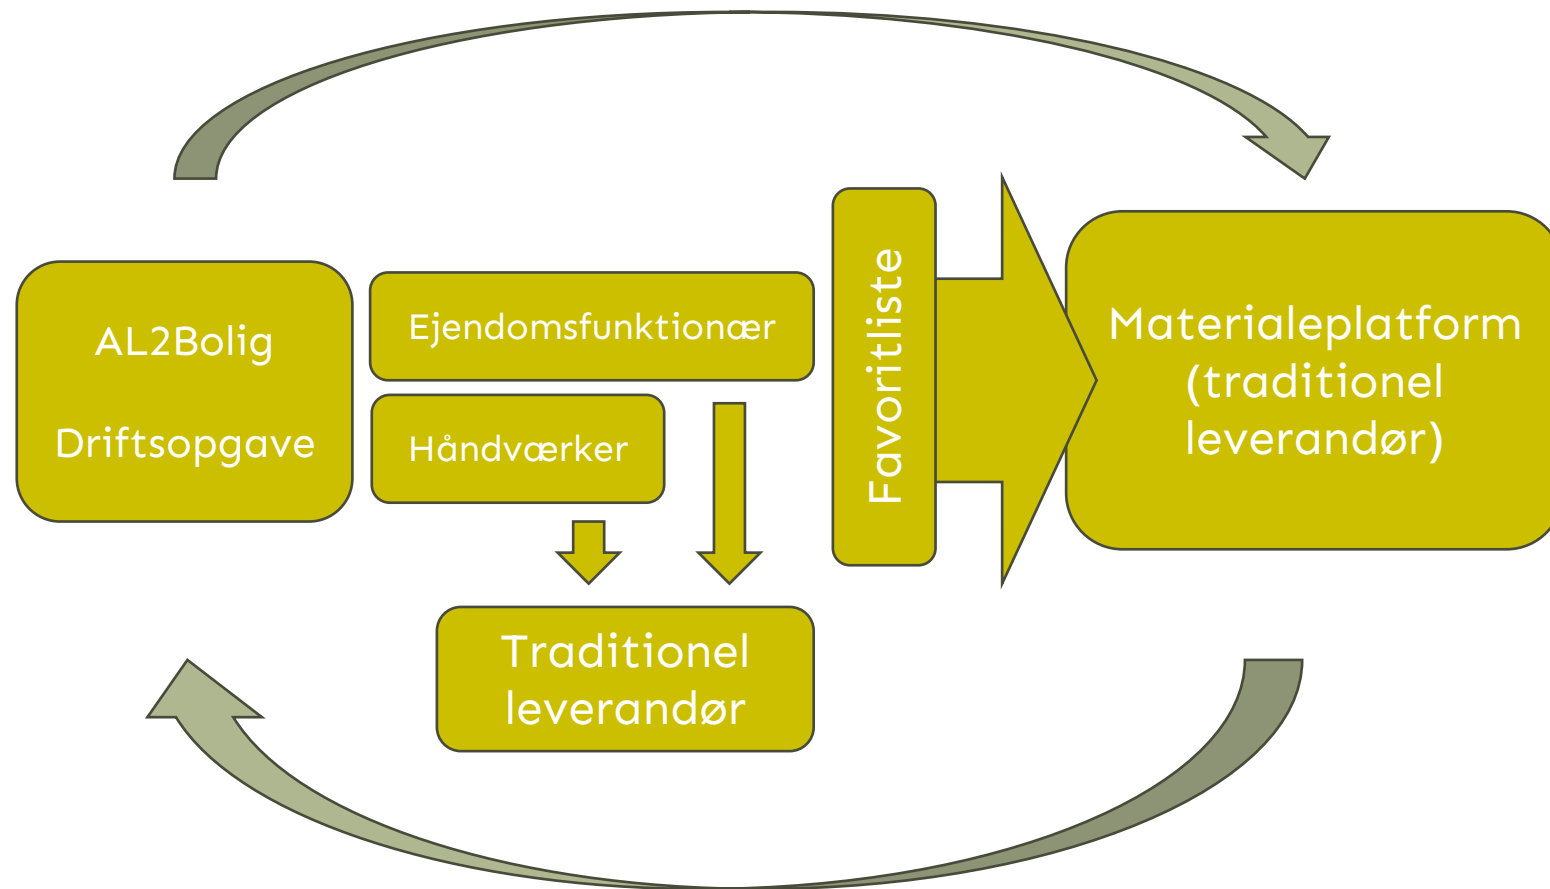 AL2Bolig
Driftsopgave
Ejendomsfunktionær
Håndværker
Traditionel
leverandør
Favoritliste
Materialeplatform
(traditionel
leverandør)